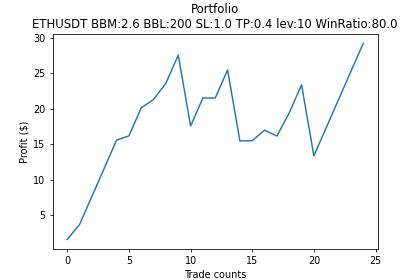 Portfolio
ETHUSDT BBM:2.6 BBL:200 SL:1.0 TP:0.4 lev:10 WinRatio:80.0
30
25
20
15
10
5
Profit ($)
0 5 10 15 20 25
Trade counts